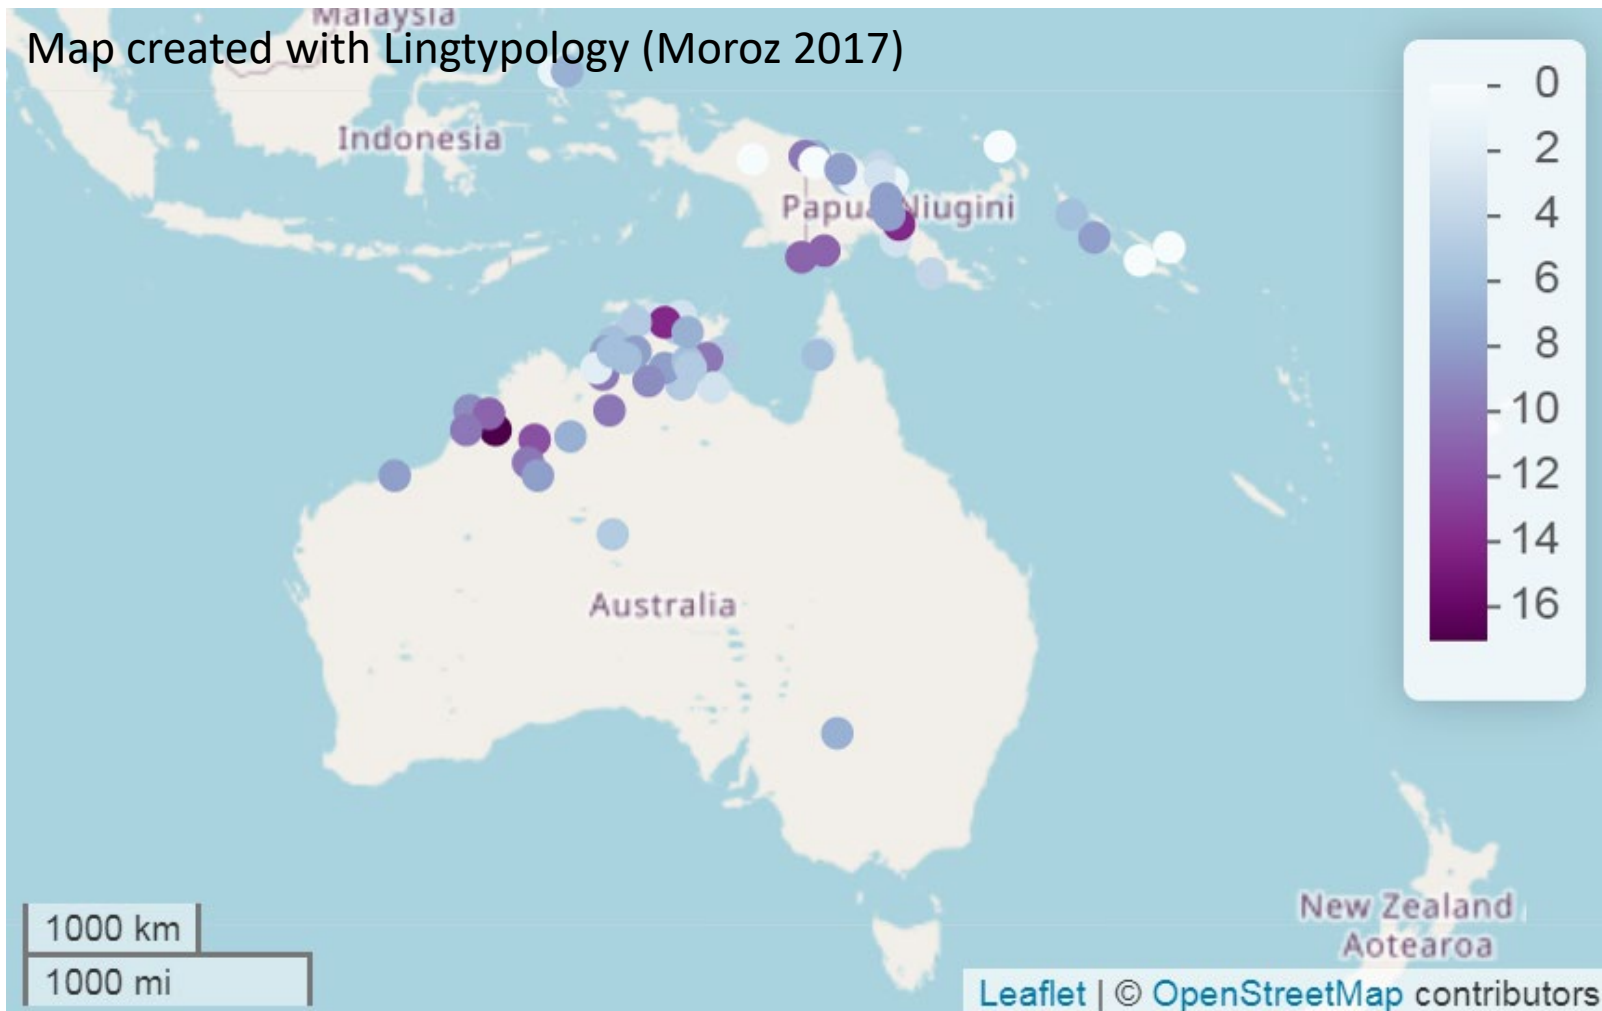 Malaysia
Map created with Lingtypology (Moroz 2017)
Indonesia
Papua Niugini
Australia
New Zealand
Aotearoa
0
2
4
6
8
10
12
14
16
1000 km
1000 mi
Leaflet | © OpenStreetMap contributors